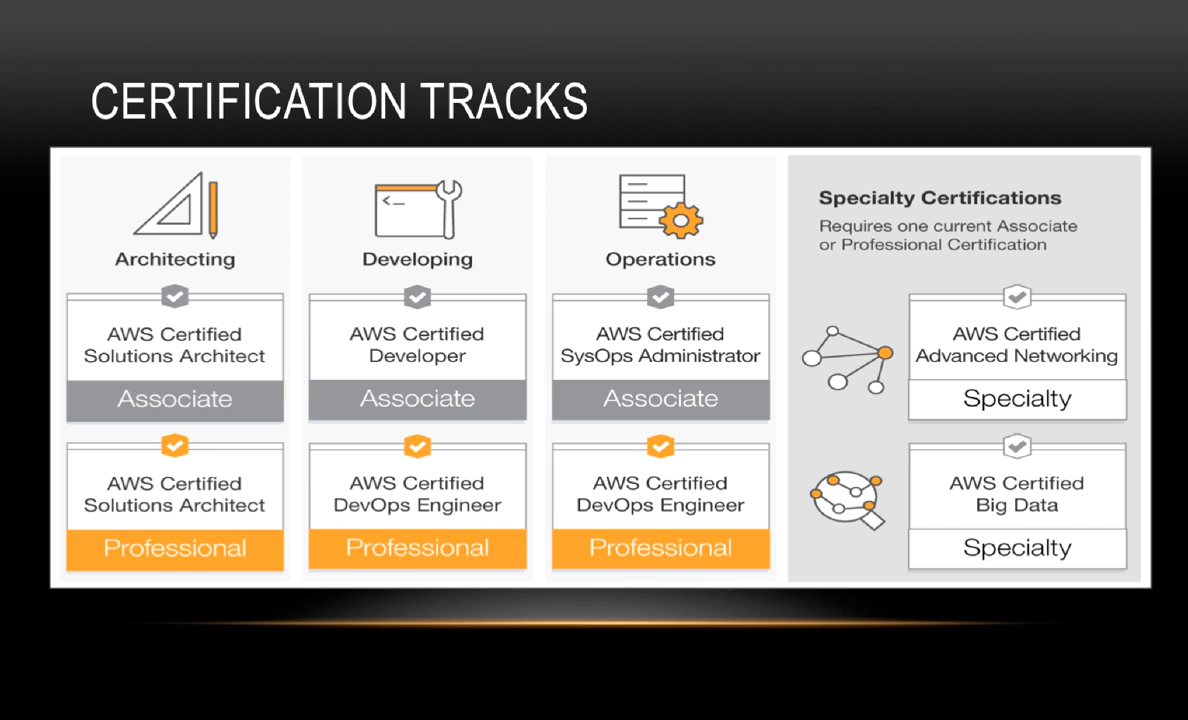 CERTIFICATION TRACKS
Architecting
AWS Certified
Solutions Architect
Associate
AWS Certified
Solutions Architect
Professional
Developing
<_
AWS Certified
Developer
Associate
AWS Certified
DevOps Engineer
Professional
Operations
AWS Certified
SysOps Administrator
Associate
AWS Certified
DevOps Engineer
Professional
Specialty Certifications
Requires one current Associate
or Professional Certification
AWS Certified
Advanced Networking
Specialty
AWS Certified
Big Data
Specialty